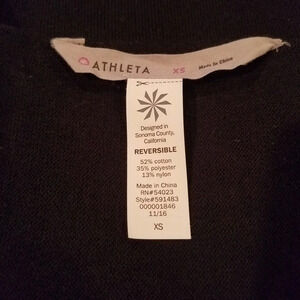 ATHLETA XS Made in China
Designed in
Sonoma County,
California
REVERSIBLE
52% cotton
35% polyester
13% nylon
Made in China
RN#54023
Style#591483
000001846
11/16
XS